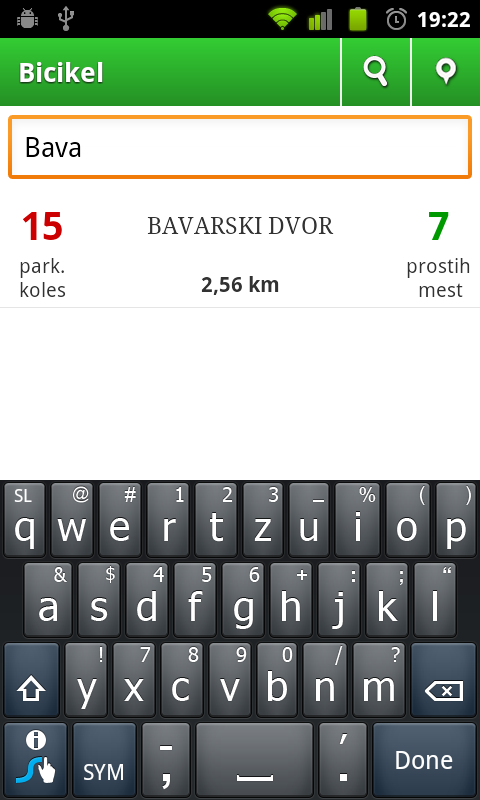 19:22
Bicikel
Bava
15 BAVARSKI DVOR 7
park. prostih
koles 2,56 km mest
SL @ # 1 2 3 _ % ( )
q w e r t z u i o p
& $ 4 5 6 + : ; “
a s d f g h j k l
! 7 8 9 0 / ?
y x c v b n m
- '
SYM ; . Done